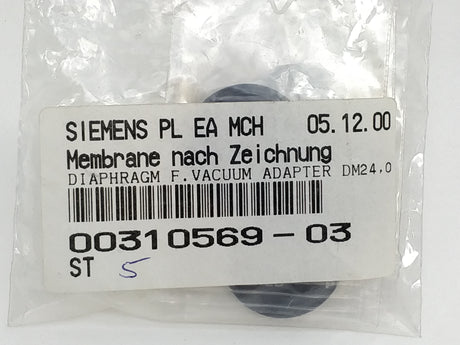 SIEMENS PL EA MCH 05.12.00
Membrane nach Zeichnung
DIAPHRAGM F.VACUUM ADAPTER DM24,0
00310569-03
ST 5